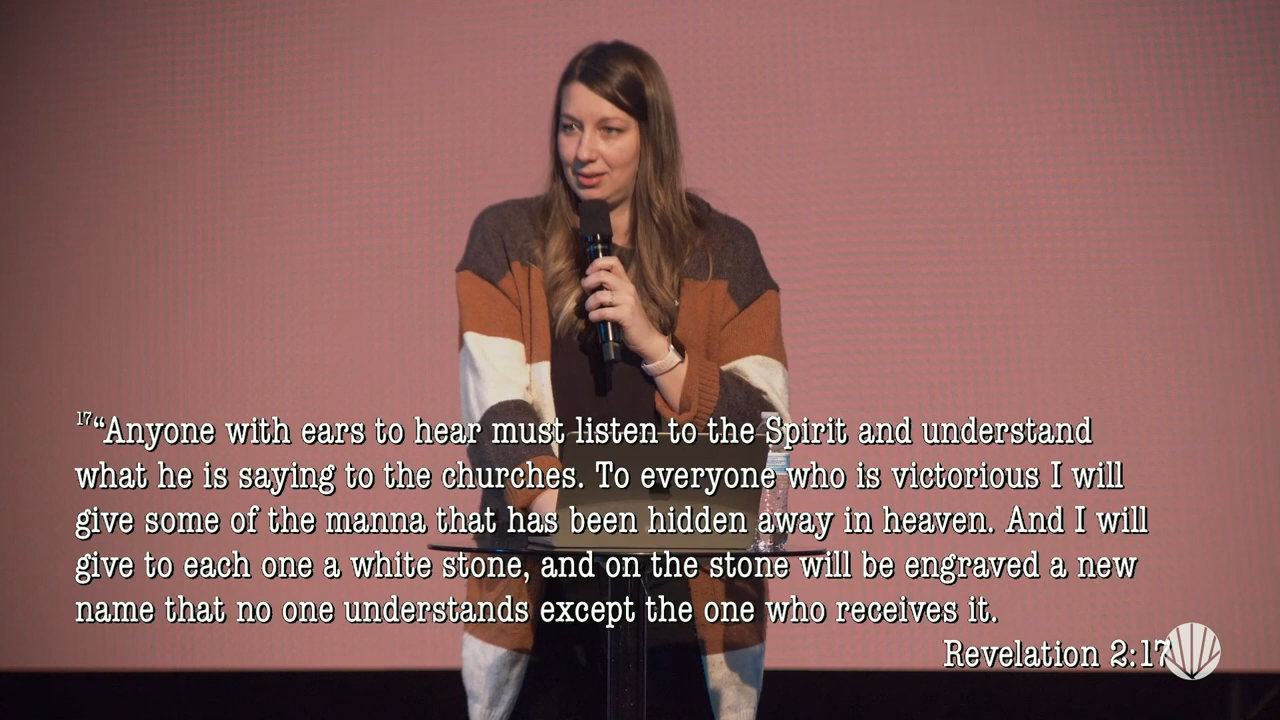 17“Anyone with ears to hear must listen to the Spirit and understand
what he is saying to the churches. To everyone who is victorious I will
give some of the manna that has been hidden away in heaven. And I will
give to each one a white stone, and on the stone will be engraved a new
name that no one understands except the one who receives it.
Revelation 2:17